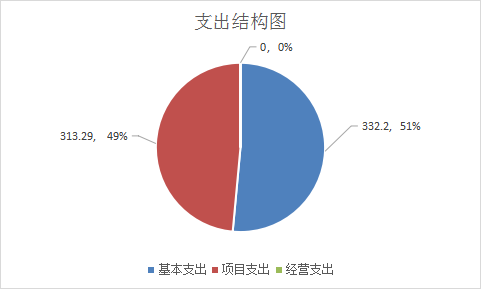 支出结构图
0，0%
332.2，51%
313.29，49%
基本支出 项目支出 经营支出